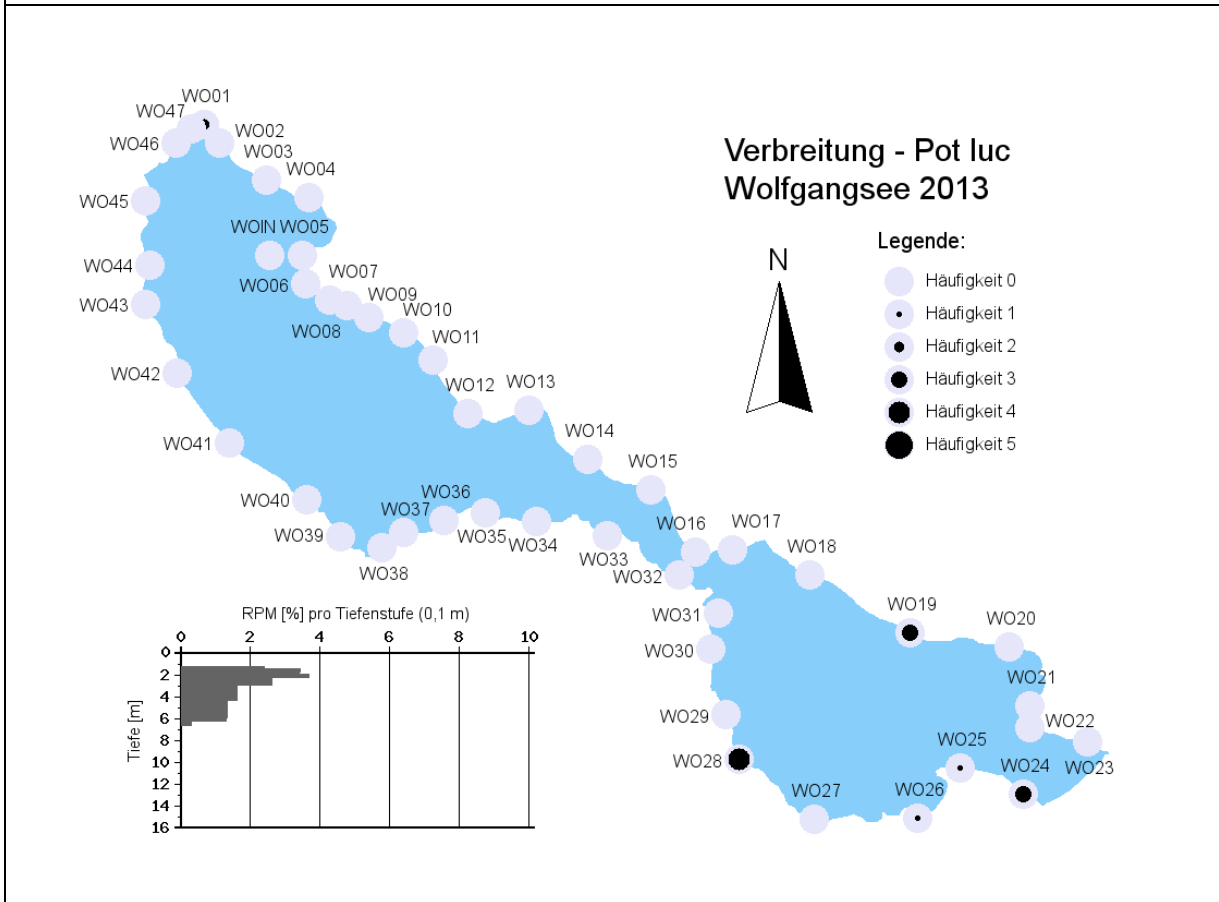 Verbreitung - Pot luc
Wolfgangsee 2013
Legende:
Häufigkeit 0
Häufigkeit 1
Häufigkeit 2
Häufigkeit 3
Häufigkeit 4
Häufigkeit 5
N
WO01
WO47
WO46
WO02
WO03
WO04
WO45
WOIN
WO05
WO44
WO06
WO07
WO43
WO08
WO09
WO10
WO11
WO42
WO12
WO13
WO41
WO14
WO15
WO40
WO36
WO37
WO39
WO35
WO38
WO34
WO33
WO16
WO17
WO32
WO18
WO31
WO19
WO20
WO30
WO21
WO29
WO22
WO28
WO25
WO24
WO23
WO27
WO26
RPM [%] pro Tiefenstufe (0,1 m)
0 2 4 6 8 10
Tiefe [m]
0
2
4
6
8
10
12
14
16